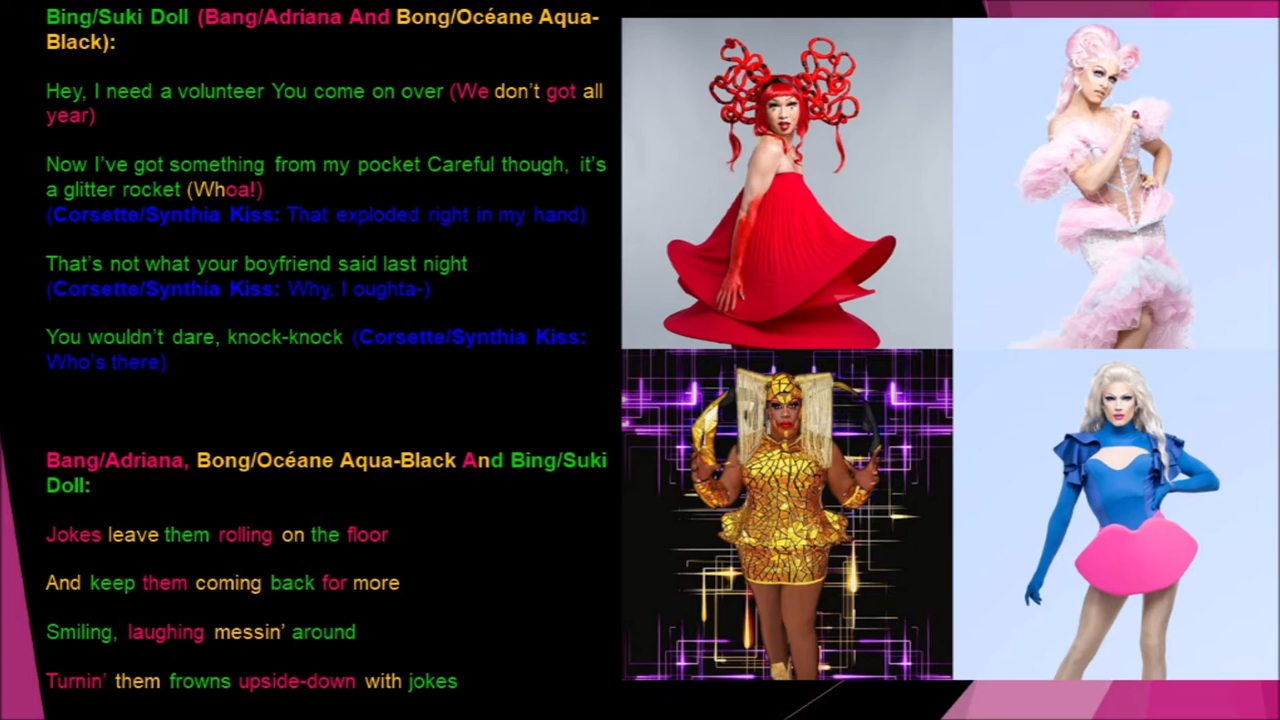 Bing/Suki Doll (Bang/Adriana And Bong/Océane Aqua-
Black):
Hey, I need a volunteer You come on over (We don't got all
year)
Now I've got something from my pocket Careful though, it's
a glitter rocket (Whoa!)
(Corsette/Synthia Kiss: That exploded right in my hand)
That's not what your boyfriend said last night
(Corsette/Synthia Kiss: Why, I oughta-)
You wouldn't dare, knock-knock (Corsette/Synthia Kiss:
Who's there)
Bang/Adriana, Bong/Océane Aqua-Black And Bing/Suki
Doll:
Jokes leave them rolling on the floor
And keep them coming back for more
Smiling, laughing messin' around
Turnin' them frowns upside-down with jokes